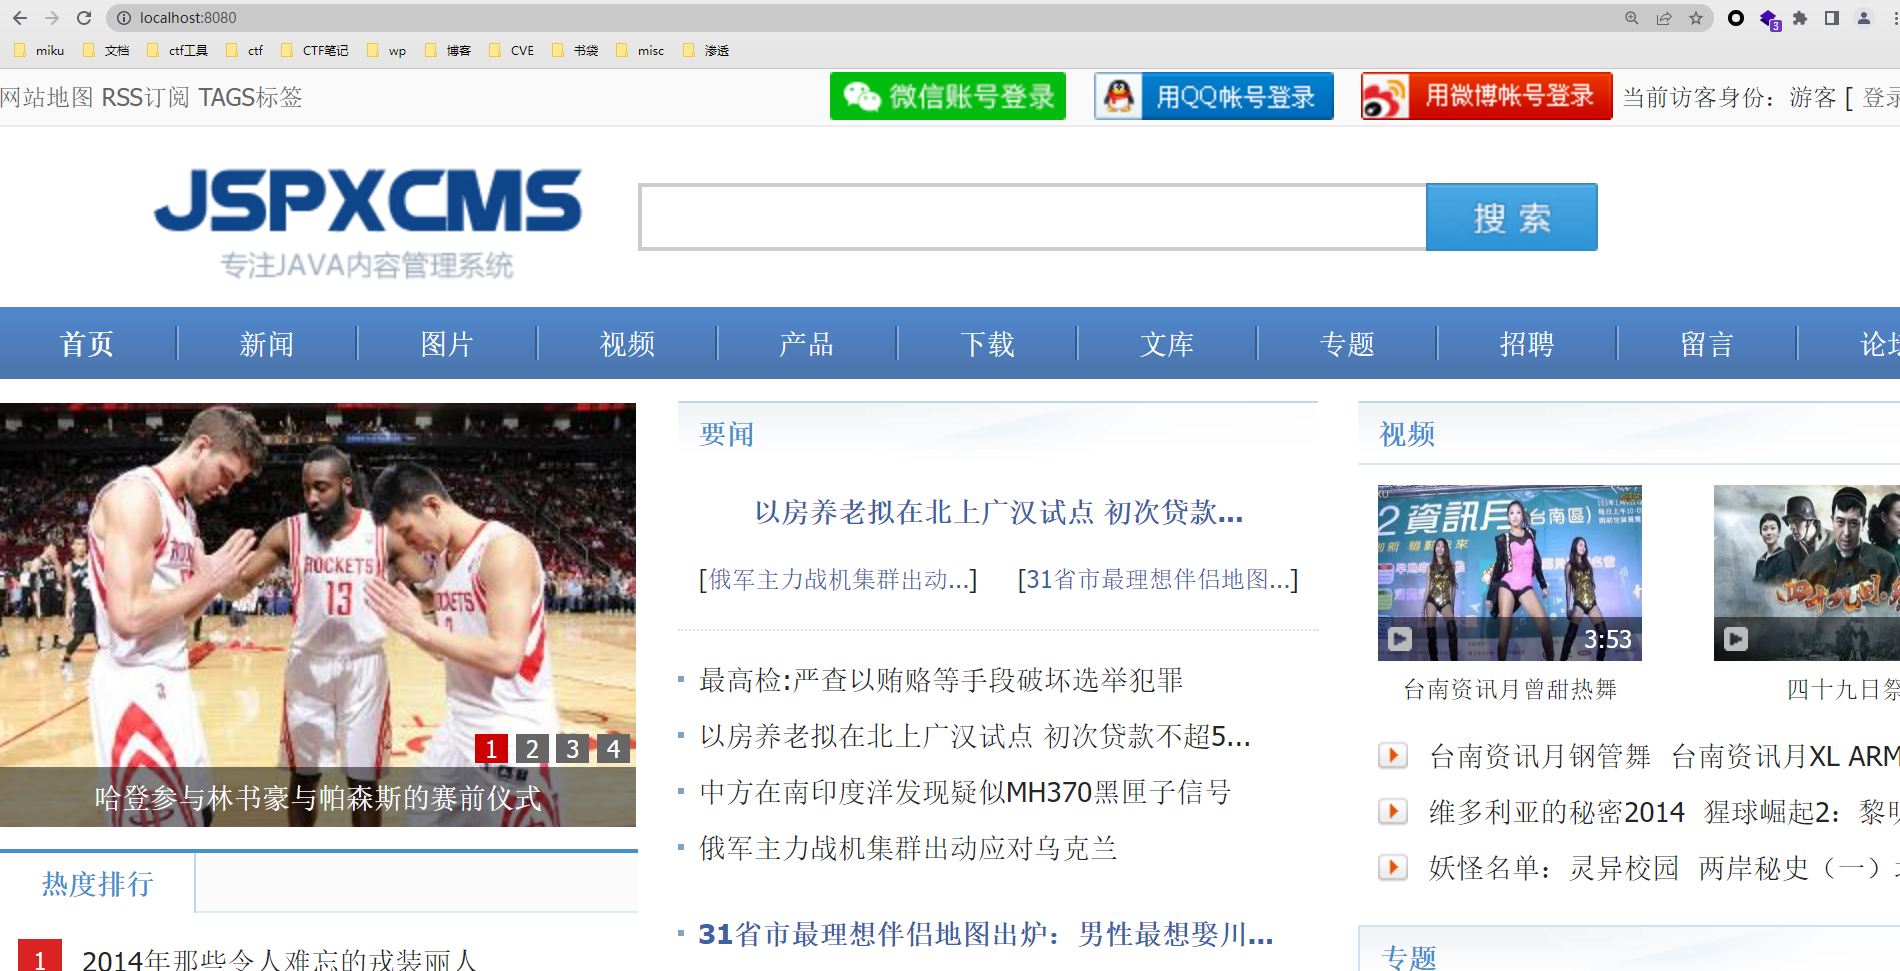 localhost:8080
3
miku 文档 ctf工具 ctf CTF笔记 wp 博客 CVE 书袋 misc 渗透
网站地图 RSS订阅 TAGS标签 微信账号登录 用QQ帐号登录 用微博帐号登录 当前访客身份：游客 [ 登录
JSPXCMS
专注JAVA内容管理系统
搜 索
首页 新闻 图片 视频 产品 下载 文库 专题 招聘 留言 论坛
ROCKETS
13
1 2 3 4
哈登参与林书豪与帕森斯的赛前仪式
热度排行
1 2014年那些令人难忘的戎装丽人
要闻
以房养老拟在北上广汉试点 初次贷款...
[俄军主力战机集群出动...] [31省市最理想伴侣地图...]
最高检:严查以贿赂等手段破坏选举犯罪
以房养老拟在北上广汉试点 初次贷款不超5...
中方在南印度洋发现疑似MH370黑匣子信号
俄军主力战机集群出动应对乌克兰
31省市最理想伴侣地图出炉：男性最想娶川...
视频
2資訊月(台南區)
3:53
台南资讯月曾甜热舞
四十九日祭
台南资讯月钢管舞 台南资讯月XL ARM
维多利亚的秘密2014 猩球崛起2：黎明
妖怪名单：灵异校园 两岸秘史（一）
专题